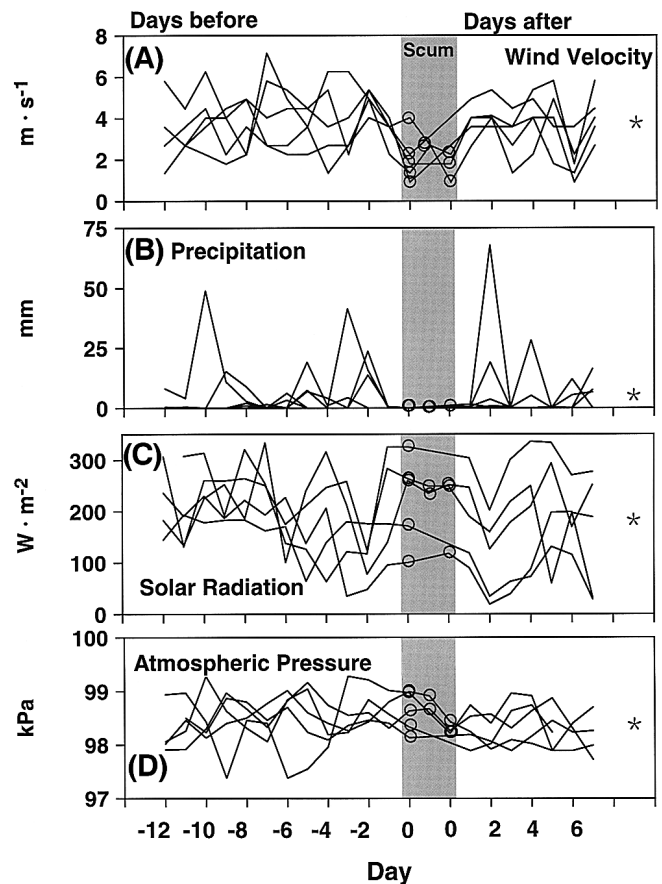 Days before Days after
8
(A) Scum Wind Velocity
6
m · s-1
4 *
2
0
75
(B) Precipitation
50
mm
25
*
0
(C)
300
W · m-2
200 *
100
Solar Radiation
0
100
Atmospheric Pressure
99
kPa
*
98
(D)
97
-12 -10 -8 -6 -4 -2 0 0 2 4 6
Day